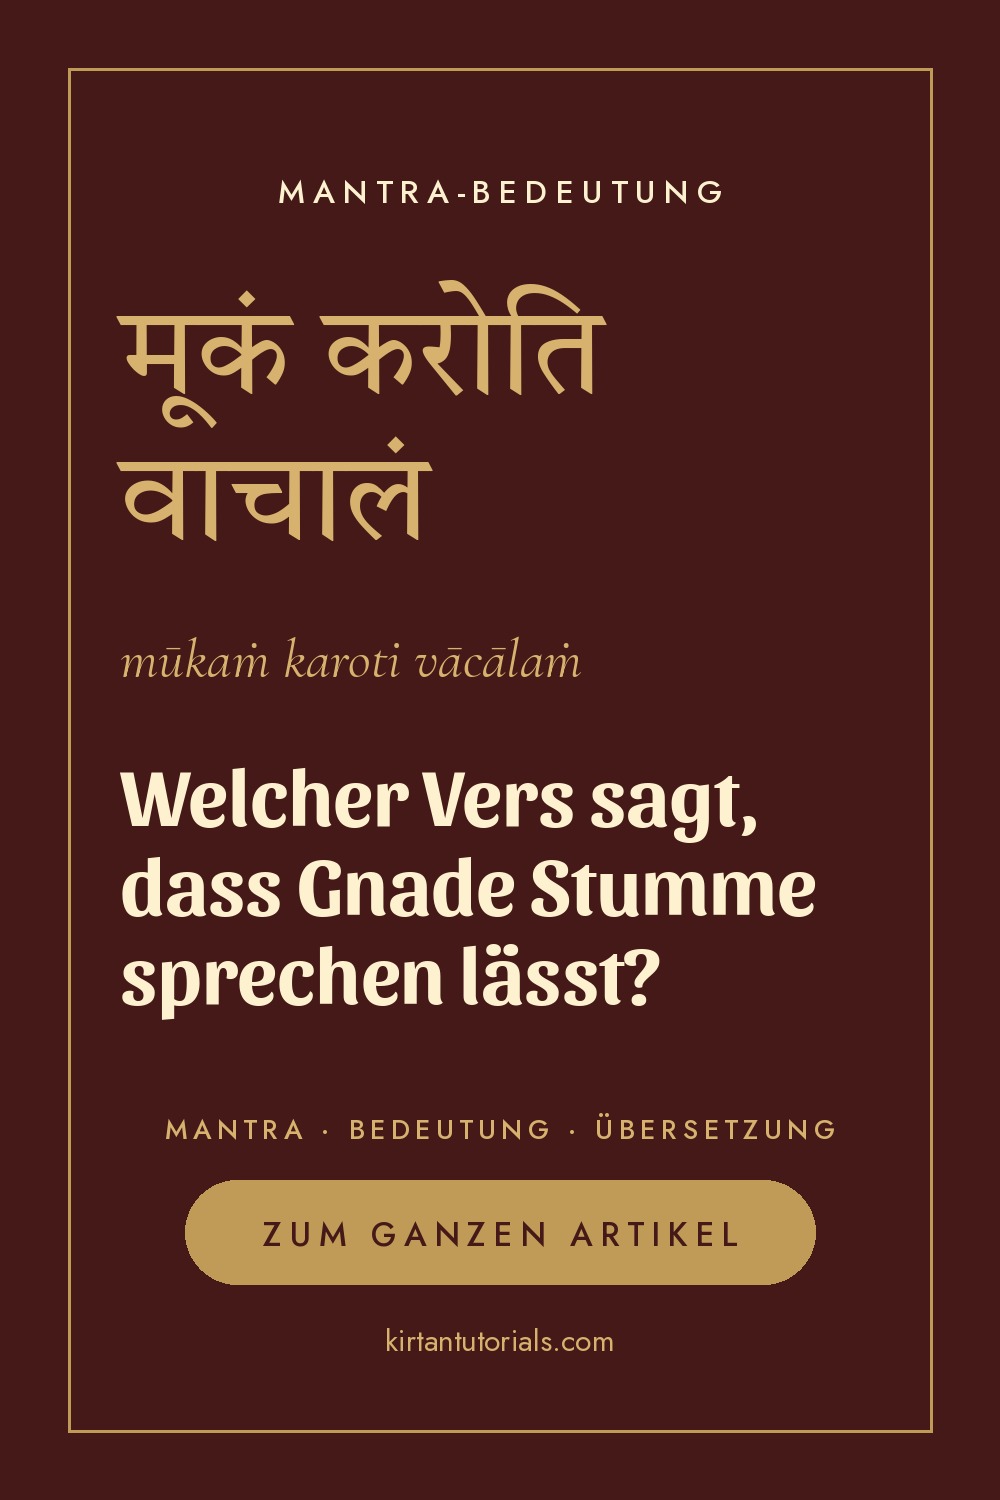 MANTRA-BEDEUTUNG
मूकं करोति
वाचालं
mūkaṁ karoti vācālaṁ
Welcher Vers sagt,
dass Gnade Stumme
sprechen lässt?
MANTRA · BEDEUTUNG · ÜBERSETZUNG
ZUM GANZEN ARTIKEL
kirtantutorials.com